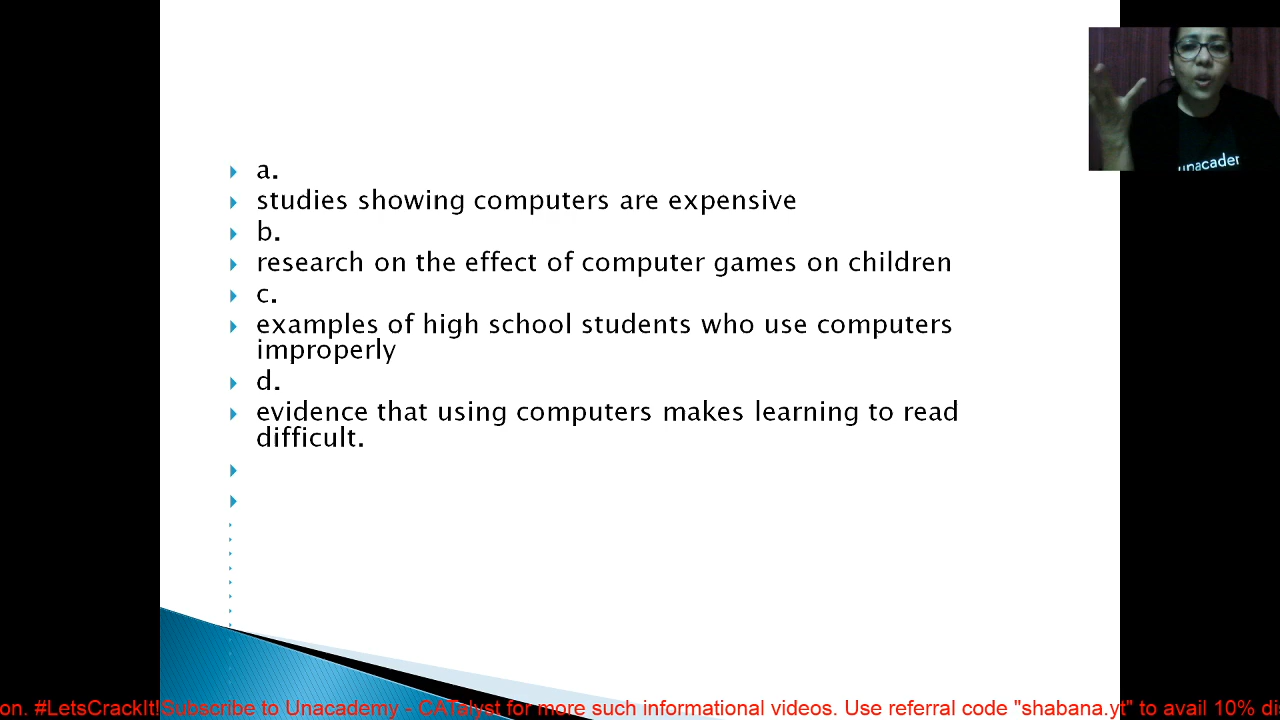 a.
studies showing computers are expensive
b.
research on the effect of computer games on children
c.
examples of high school students who use computers
improperly
d.
evidence that using computers makes learning to read
difficult.
unacader
on. #LetsCrackIt!Subscribe to Unacademy - CATalyst for more such informational videos. Use referral code "shabana.yt" to avail 10% di